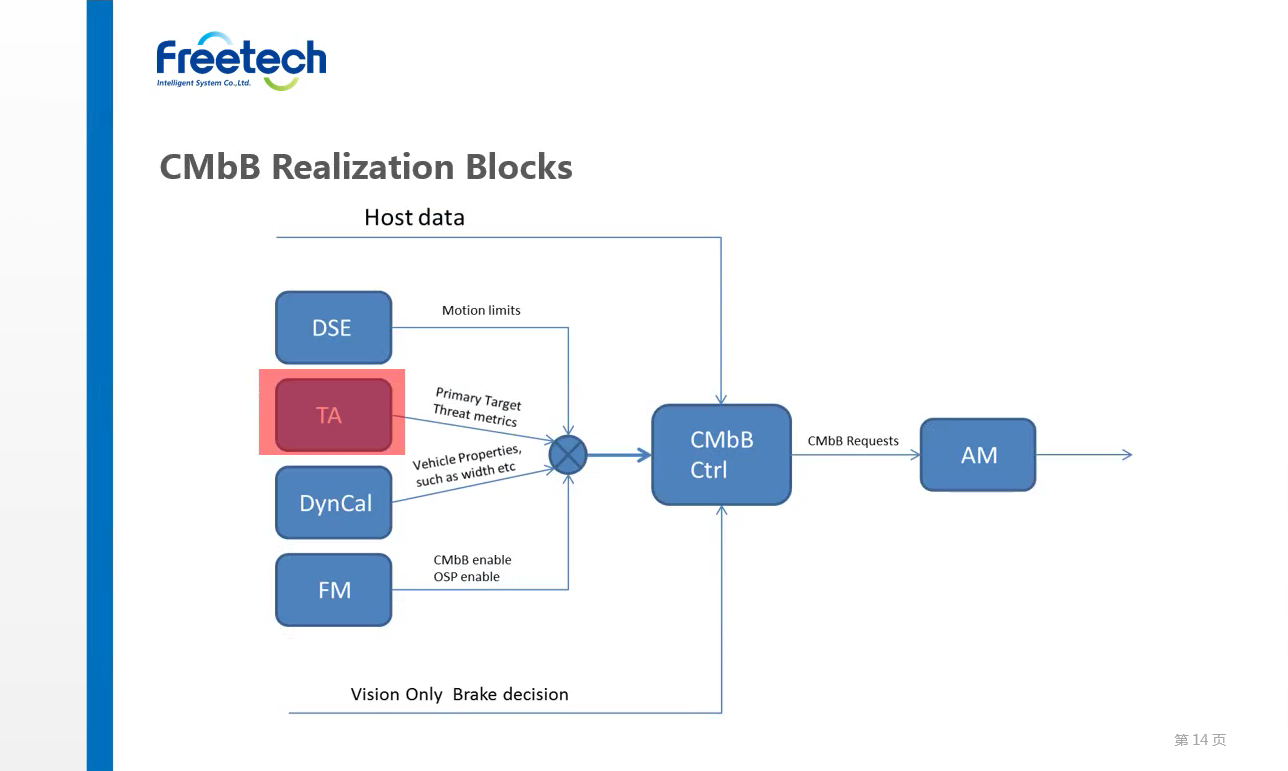 Freetech
Intelligent System Co.,Ltd.
CMbB Realization Blocks
Host data
DSE
Motion limits
TA
Primary Target
Threat metrics
DynCal
Vehicle Properties,
such as width etc
FM
CMbB enable
OSP enable
CMbB
Ctrl
CMbB Requests
AM
Vision Only  Brake decision
第 14 页